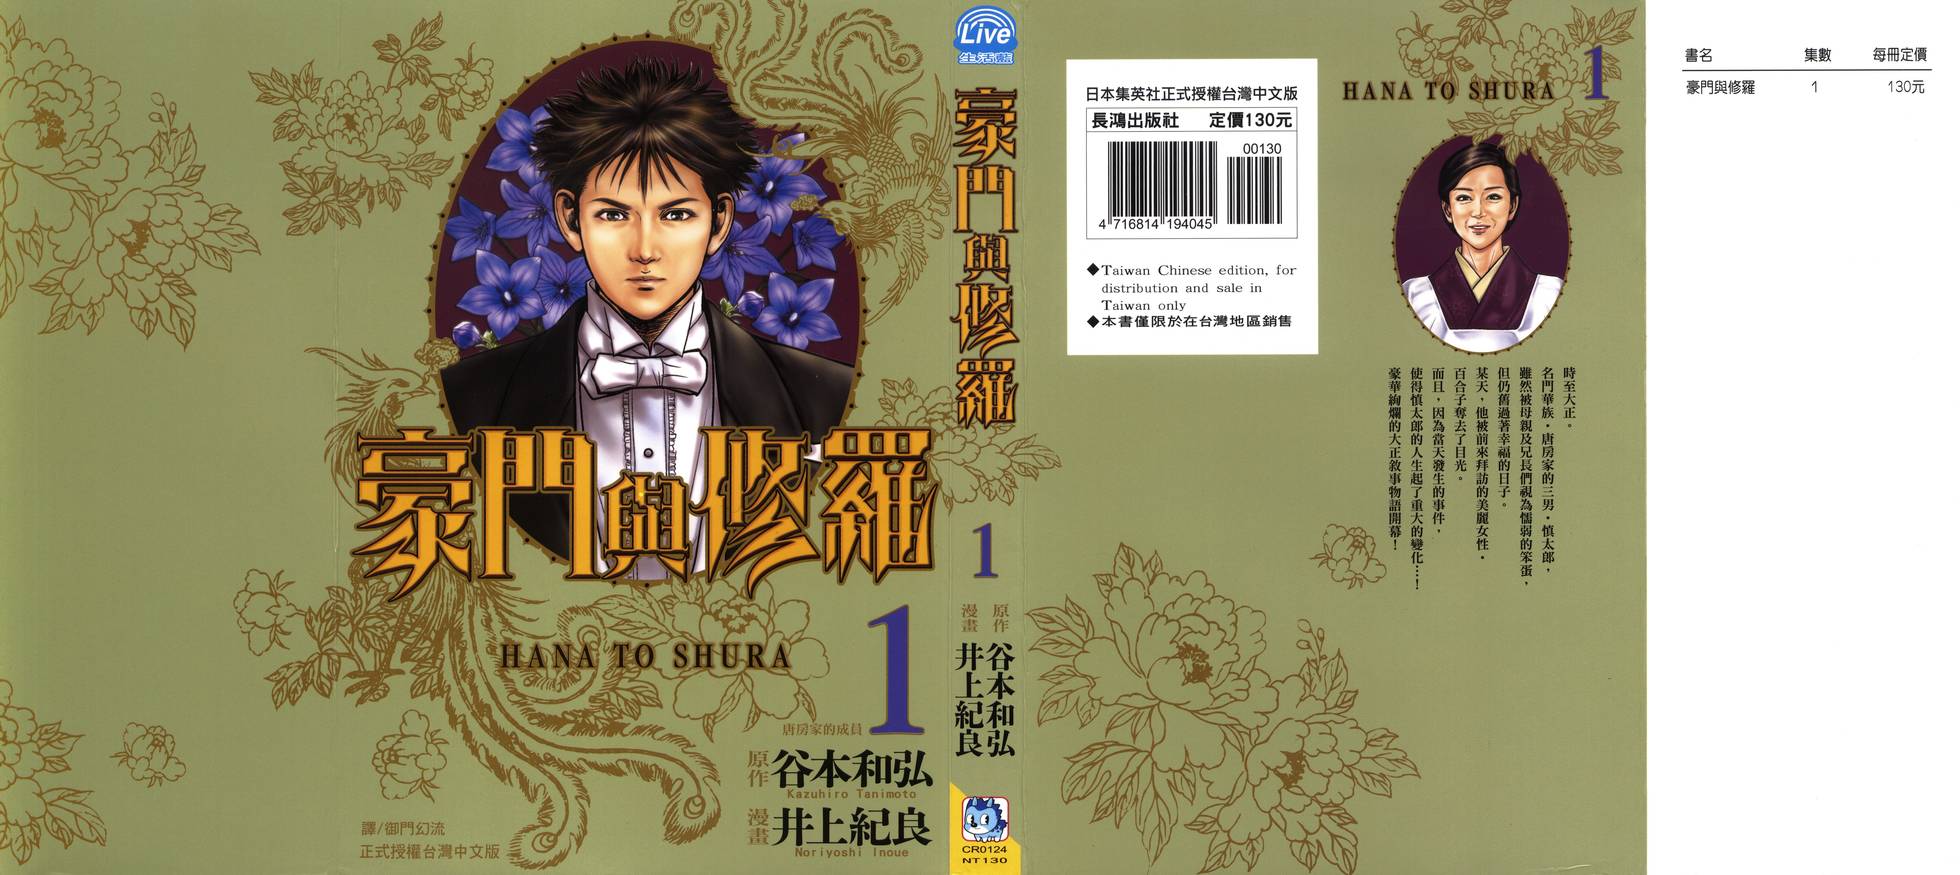 豪門與修羅
HANA TO SHURA
1
唐房家的成員
原作 谷本和弘
Kazuhiro Tanimoto
漫畫 井上紀良
Noriyoshi Inoue
譯/御門幻流
正式授權台灣中文版
Live
生活藍
豪門與修羅
1
原作 谷本和弘
漫畫 井上紀良
CR0124
NT130
日本集英社正式授權台灣中文版
長鴻出版社 定價130元
00130
4 716814 194045
◆Taiwan Chinese edition, for
distribution and sale in
Taiwan only
◆本書僅限於在台灣地區銷售
HANA TO SHURA 1
時至大正。
名門華族・唐房家的三男・慎太郎，
雖然被母親及兄長們視為懦弱的笨蛋，
但仍舊過著幸福的日子。
某天，他被前來拜訪的美麗女性・
百合子奪去了目光。
而且，因為當天發生的事件，
使得慎太郎的人生起了重大的變化…！
豪華絢爛的大正敘事物語開幕！
書名 集數 每冊定價
豪門與修羅 1 130元